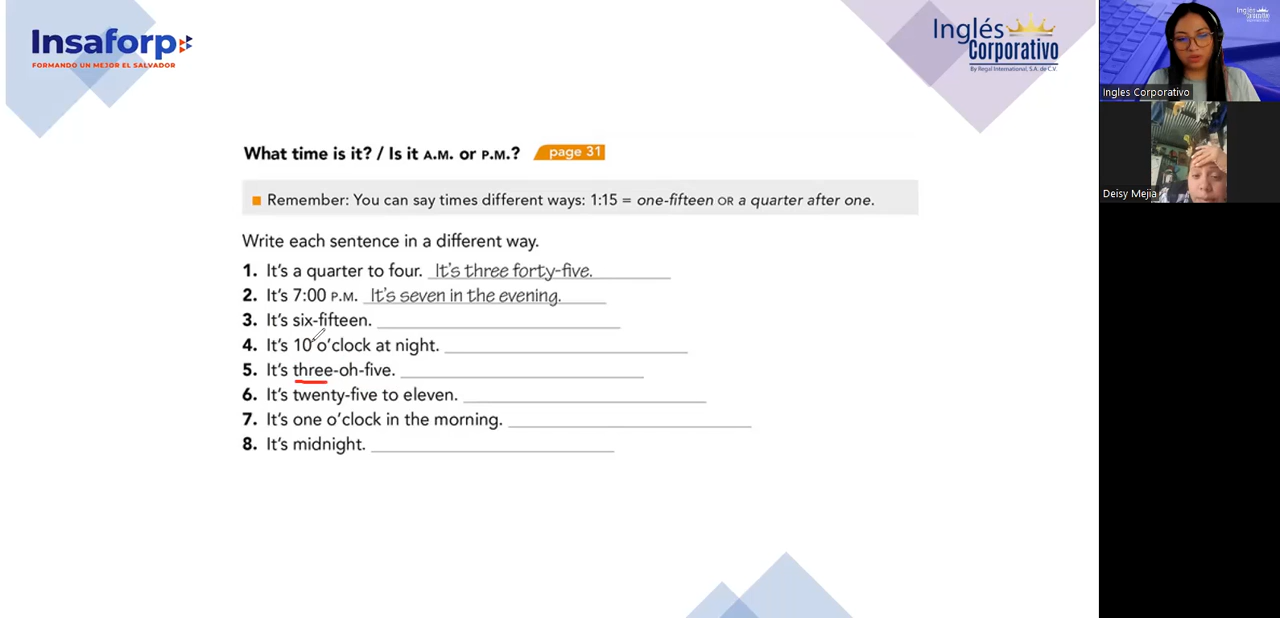 Insaforp
FORMANDO UN MEJOR EL SALVADOR
Inglés
Corporativo
By Regal International, S.A. de C.V.
What time is it? / Is it A.M. or P.M.? page 31
Remember: You can say times different ways: 1:15 = one-fifteen OR a quarter after one.
Write each sentence in a different way.
1. It's a quarter to four. It's three forty-five.
2. It's 7:00 P.M. It's seven in the evening.
3. It's six-fifteen.
4. It's 10 o'clock at night.
5. It's three-oh-five.
6. It's twenty-five to eleven.
7. It's one o'clock in the morning.
8. It's midnight.
Inglés
Corporativo
Ingles Corporativo
Deisy Mejia